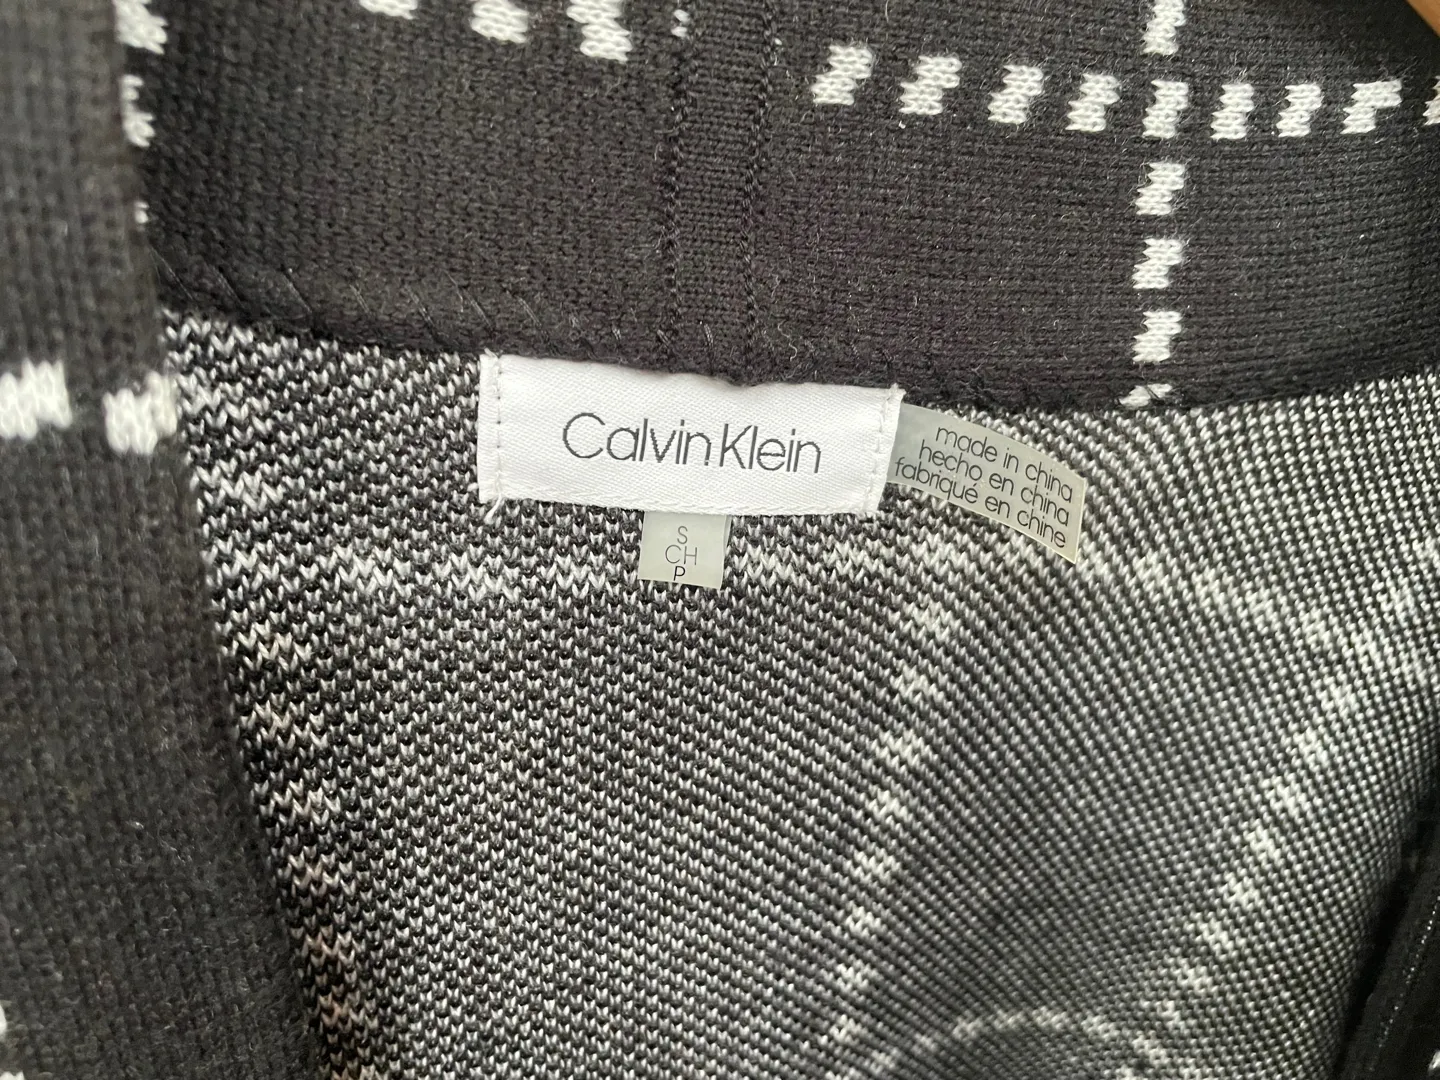 Calvin Klein
made in china
hecho en china
fabriqué en chine
S
CH
P